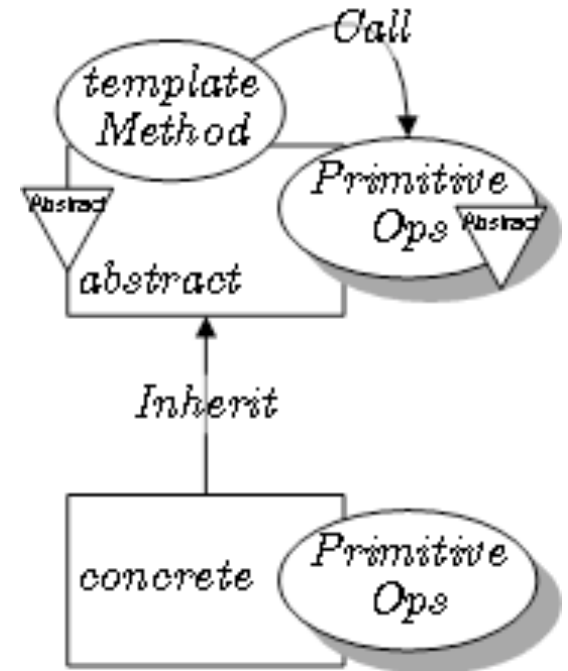 Call
template
Method
Abstract
Primitive
Ops
Abstract
abstract
Inherit
concrete
Primitive
Ops